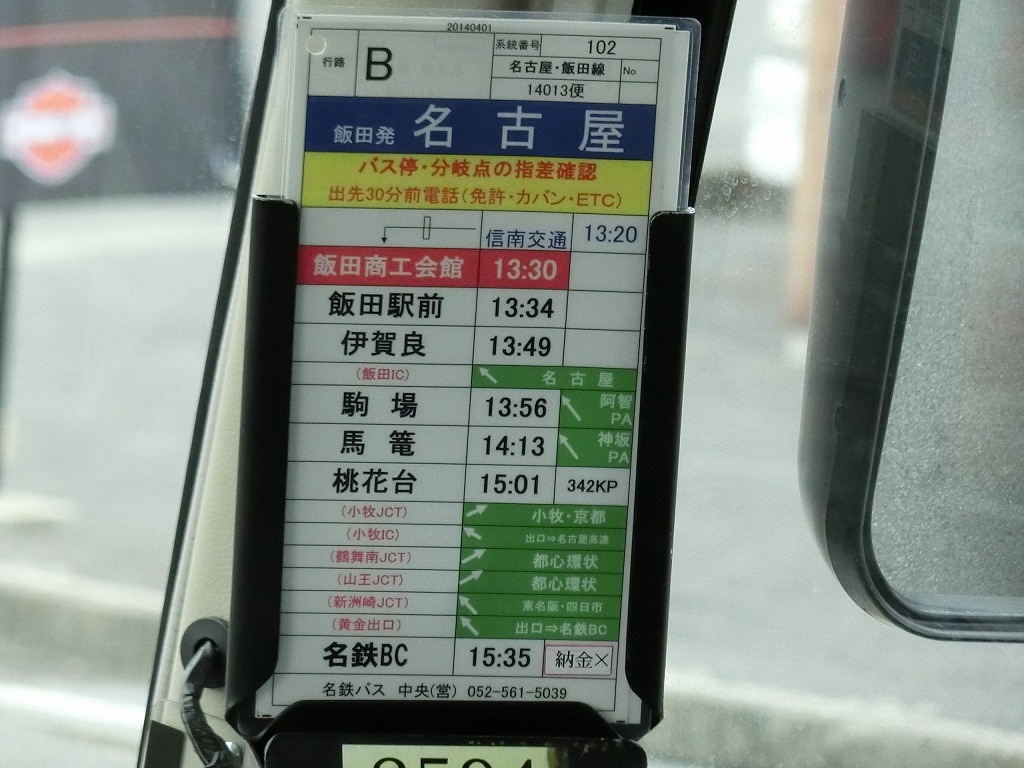 20140401
行路 B 系統番号 102
名古屋・飯田線 No
14013便
飯田発 名古屋
バス停・分岐点の指差確認
出先30分前電話(免許・カバン・ETC)
信南交通 13:20
飯田商工会館 13:30
飯田駅前 13:34
伊賀良 13:49
(飯田IC) 名古屋
駒場 13:56 阿智PA
馬篭 14:13 神坂PA
桃花台 15:01 342KP
(小牧JCT) 小牧・京都
(小牧IC) 出口⇒名古屋高速
(鶴舞南JCT) 都心環状
(山王JCT) 都心環状
(新洲崎JCT) 東名阪・四日市
(黄金出口) 出口⇒名鉄BC
名鉄BC 15:35 納金×
名鉄バス 中央(営) 052-561-5039